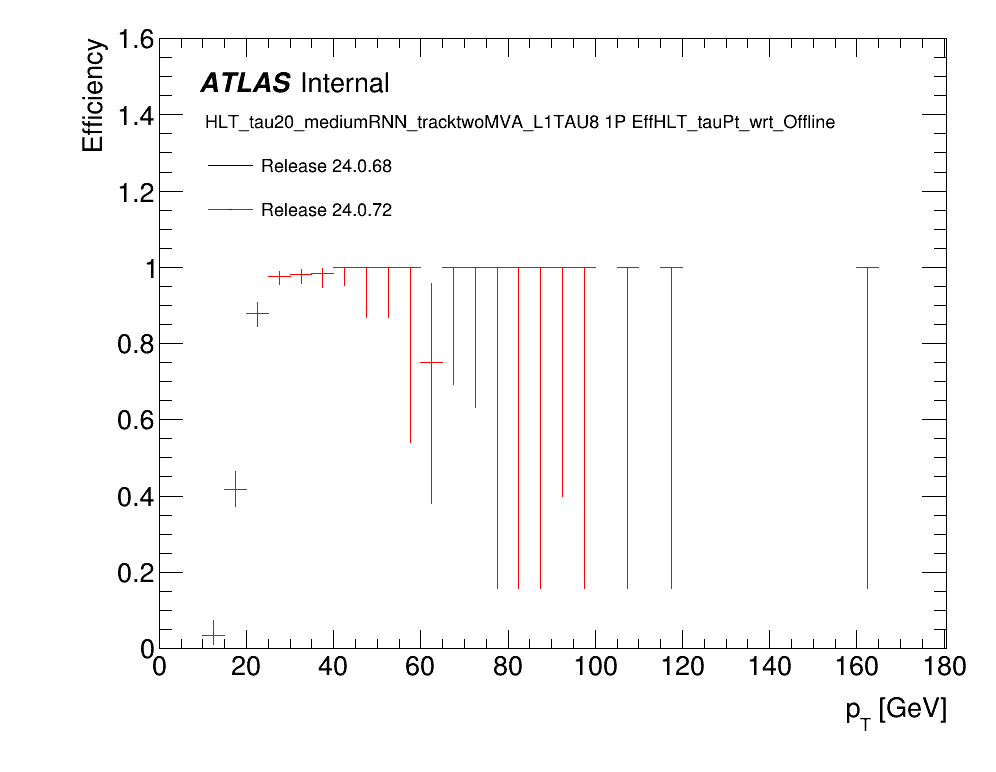 1.6
1.4
1.2
1
0.8
0.6
0.4
0.2
0
Efficiency
ATLAS Internal
HLT_tau20_mediumRNN_tracktwoMVA_L1TAU8 1P EffHLT_tauPt_wrt_Offline
Release 24.0.68
Release 24.0.72
0 20 40 60 80 100 120 140 160 180
p_T [GeV]